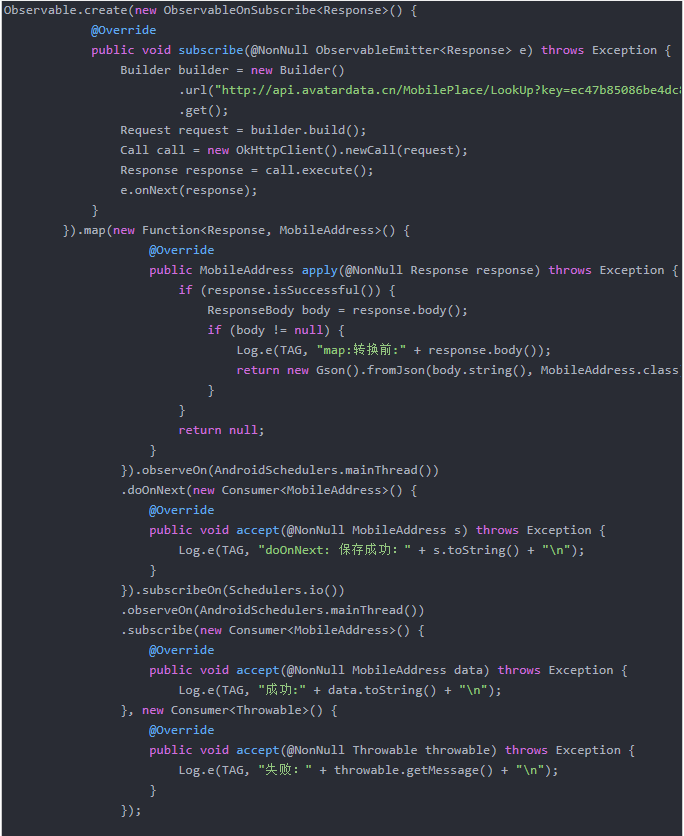 Observable.create(new ObservableOnSubscribe<Response>() {
            @Override
            public void subscribe(@NonNull ObservableEmitter<Response> e) throws Exception {
                Builder builder = new Builder()
                        .url("http://api.avatardata.cn/MobilePlace/LookUp?key=ec47b85086be4dc8
                        .get();
                Request request = builder.build();
                Call call = new OkHttpClient().newCall(request);
                Response response = call.execute();
                e.onNext(response);
            }
        }).map(new Function<Response, MobileAddress>() {
                    @Override
                    public MobileAddress apply(@NonNull Response response) throws Exception {
                        if (response.isSuccessful()) {
                            ResponseBody body = response.body();
                            if (body != null) {
                                Log.e(TAG, "map:转换前:" + response.body());
                                return new Gson().fromJson(body.string(), MobileAddress.class
                            }
                        }
                        return null;
                    }
                }).observeOn(AndroidSchedulers.mainThread())
                .doOnNext(new Consumer<MobileAddress>() {
                    @Override
                    public void accept(@NonNull MobileAddress s) throws Exception {
                        Log.e(TAG, "doOnNext: 保存成功：" + s.toString() + "\n");
                    }
                }).subscribeOn(Schedulers.io())
                .observeOn(AndroidSchedulers.mainThread())
                .subscribe(new Consumer<MobileAddress>() {
                    @Override
                    public void accept(@NonNull MobileAddress data) throws Exception {
                        Log.e(TAG, "成功:" + data.toString() + "\n");
                }, new Consumer<Throwable>() {
                    @Override
                    public void accept(@NonNull Throwable throwable) throws Exception {
                        Log.e(TAG, "失败：" + throwable.getMessage() + "\n");
                    }
                });